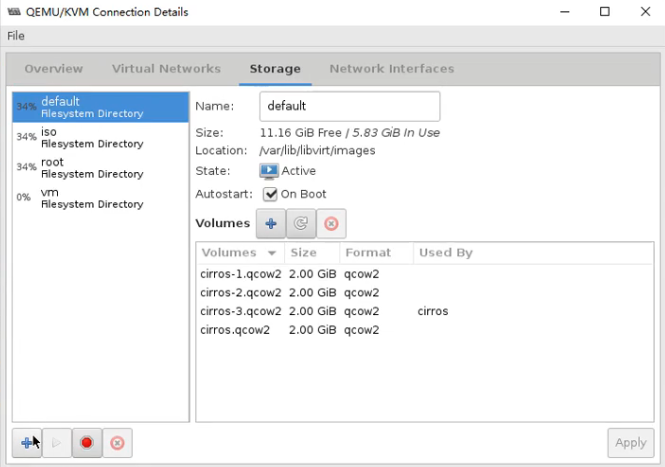 QEMU/KVM Connection Details
File
Overview Virtual Networks Storage Network Interfaces
34% default
Filesystem Directory
34% iso
Filesystem Directory
34% root
Filesystem Directory
0% vm
Filesystem Directory
Name: default
Size: 11.16 GiB Free / 5.83 GiB In Use
Location: /var/lib/libvirt/images
State: Active
Autostart: On Boot
Volumes
Volumes Size Format Used By
cirros-1.qcow2 2.00 GiB qcow2
cirros-2.qcow2 2.00 GiB qcow2
cirros-3.qcow2 2.00 GiB qcow2 cirros
cirros.qcow2 2.00 GiB qcow2
Apply